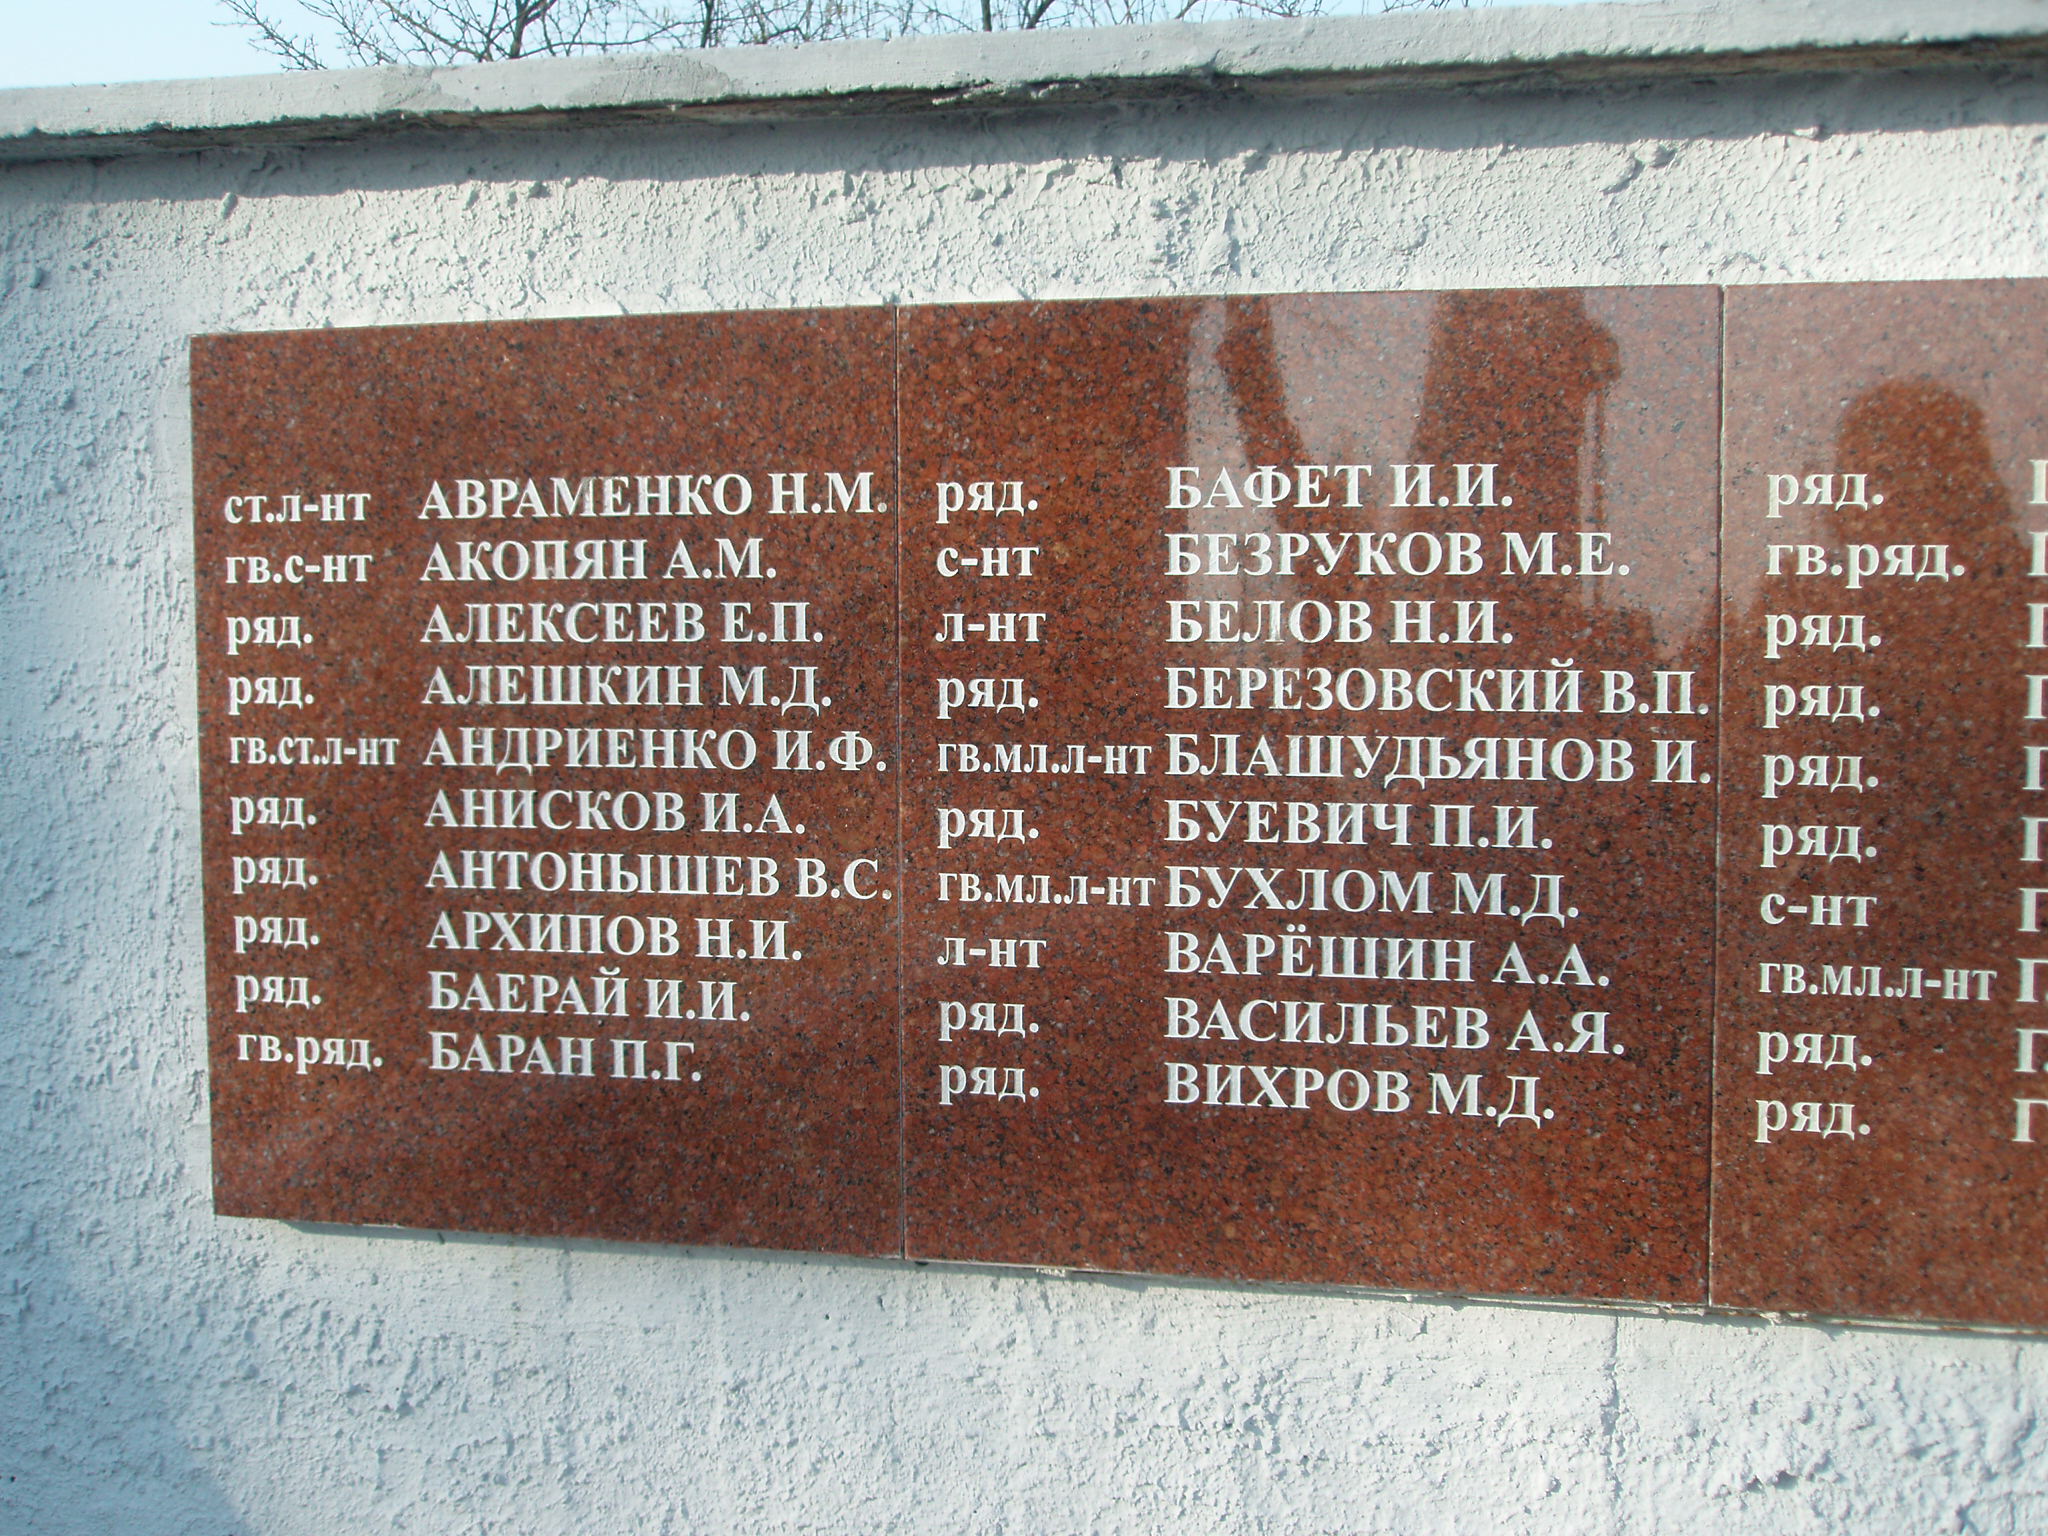 ст.л-нт АВРАМЕНКО Н.М.
гв.с-нт АКОПЯН А.М.
ряд. АЛЕКСЕЕВ Е.П.
ряд. АЛЕШКИН М.Д.
гв.ст.л-нт АНДРИЕНКО И.Ф.
ряд. АНИСКОВ И.А.
ряд. АНТОНЫШЕВ В.С.
ряд. АРХИПОВ Н.И.
ряд. БАЕРАЙ И.И.
гв.ряд. БАРАН П.Г.
ряд. БАФЕТ И.И.
с-нт БЕЗРУКОВ М.Е.
л-нт БЕЛОВ Н.И.
ряд. БЕРЕЗОВСКИЙ В.П.
гв.мл.л-нт БЛАШУДЬЯНОВ И.
ряд. БУЕВИЧ П.И.
гв.мл.л-нт БУХЛОМ М.Д.
л-нт ВАРЁШИН А.А.
ряд. ВАСИЛЬЕВ А.Я.
ряд. ВИХРОВ М.Д.
ряд.
гв.ряд.
ряд.
ряд.
ряд.
ряд.
с-нт
гв.мл.л-нт
ряд.
ряд.